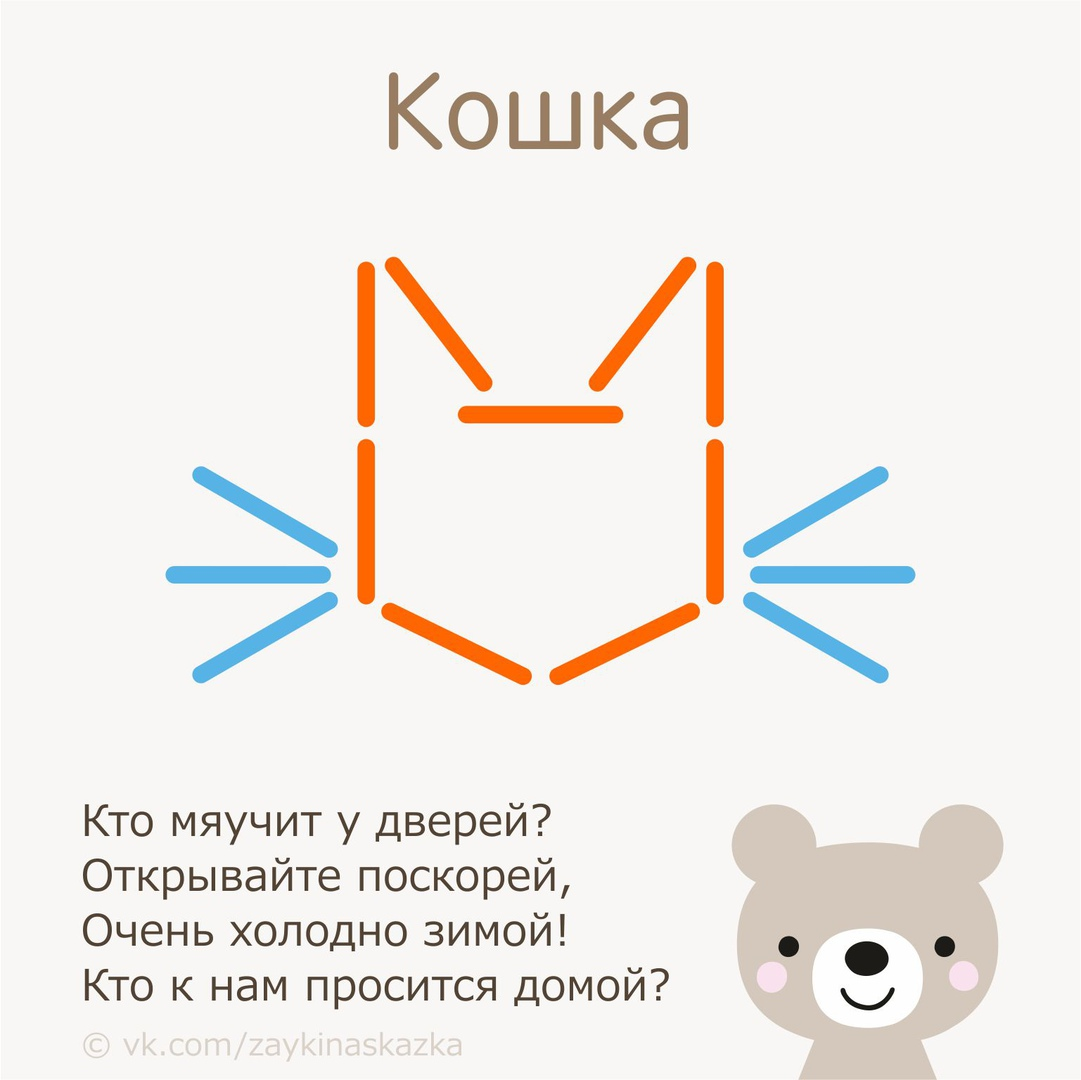 Кошка
Кто мяучит у дверей?
Открывайте поскорей,
Очень холодно зимой!
Кто к нам просится домой?
© vk.com/zaykinaskazka